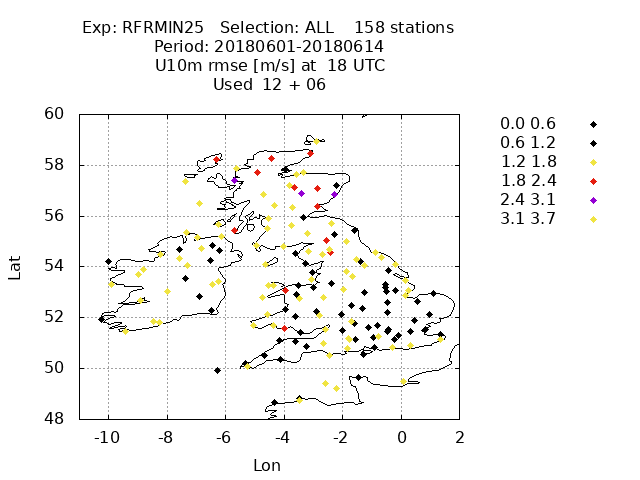 Exp: RFRMIN25 Selection: ALL 158 stations
Period: 20180601-20180614
U10m rmse [m/s] at 18 UTC
Used 12 + 06
60
58
56
54
52
50
48
Lat
-10 -8 -6 -4 -2 0 2
Lon
0.0 0.6
0.6 1.2
1.2 1.8
1.8 2.4
2.4 3.1
3.1 3.7